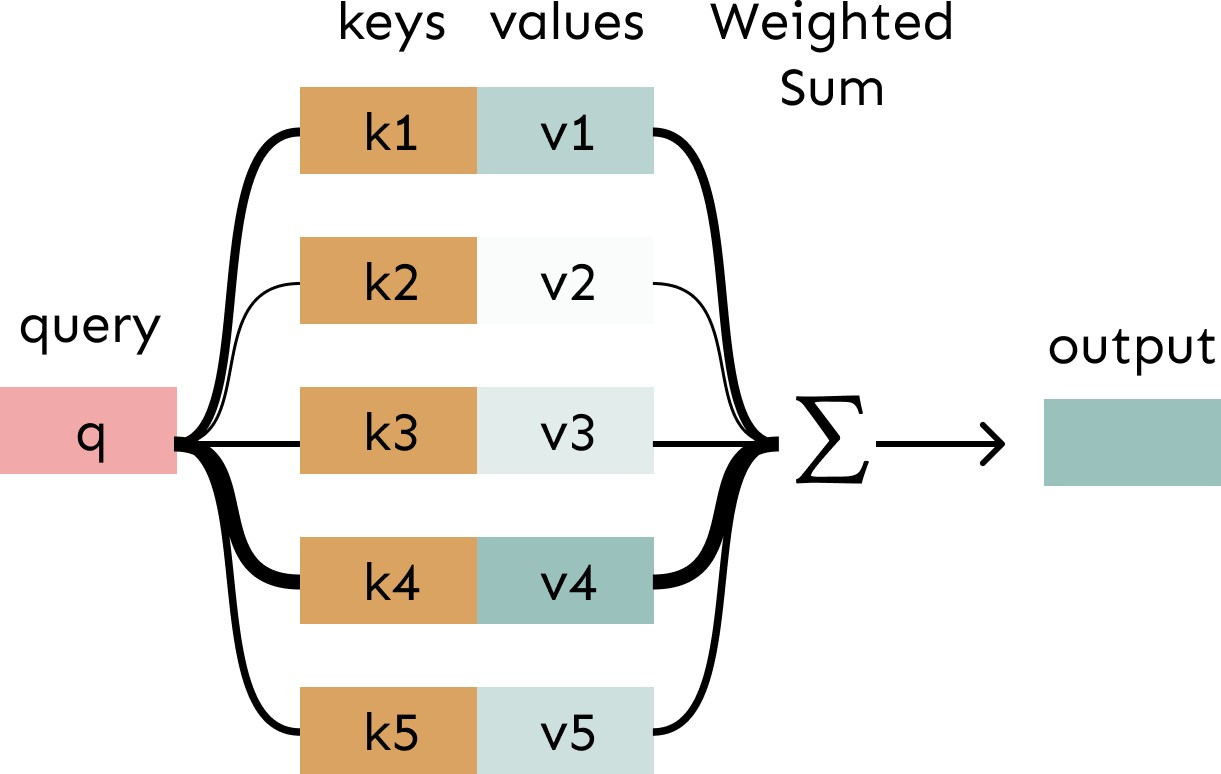 keys values Weighted
Sum
k1 v1
k2 v2
query
q
k3 v3
k4 v4
k5 v5
∑
output